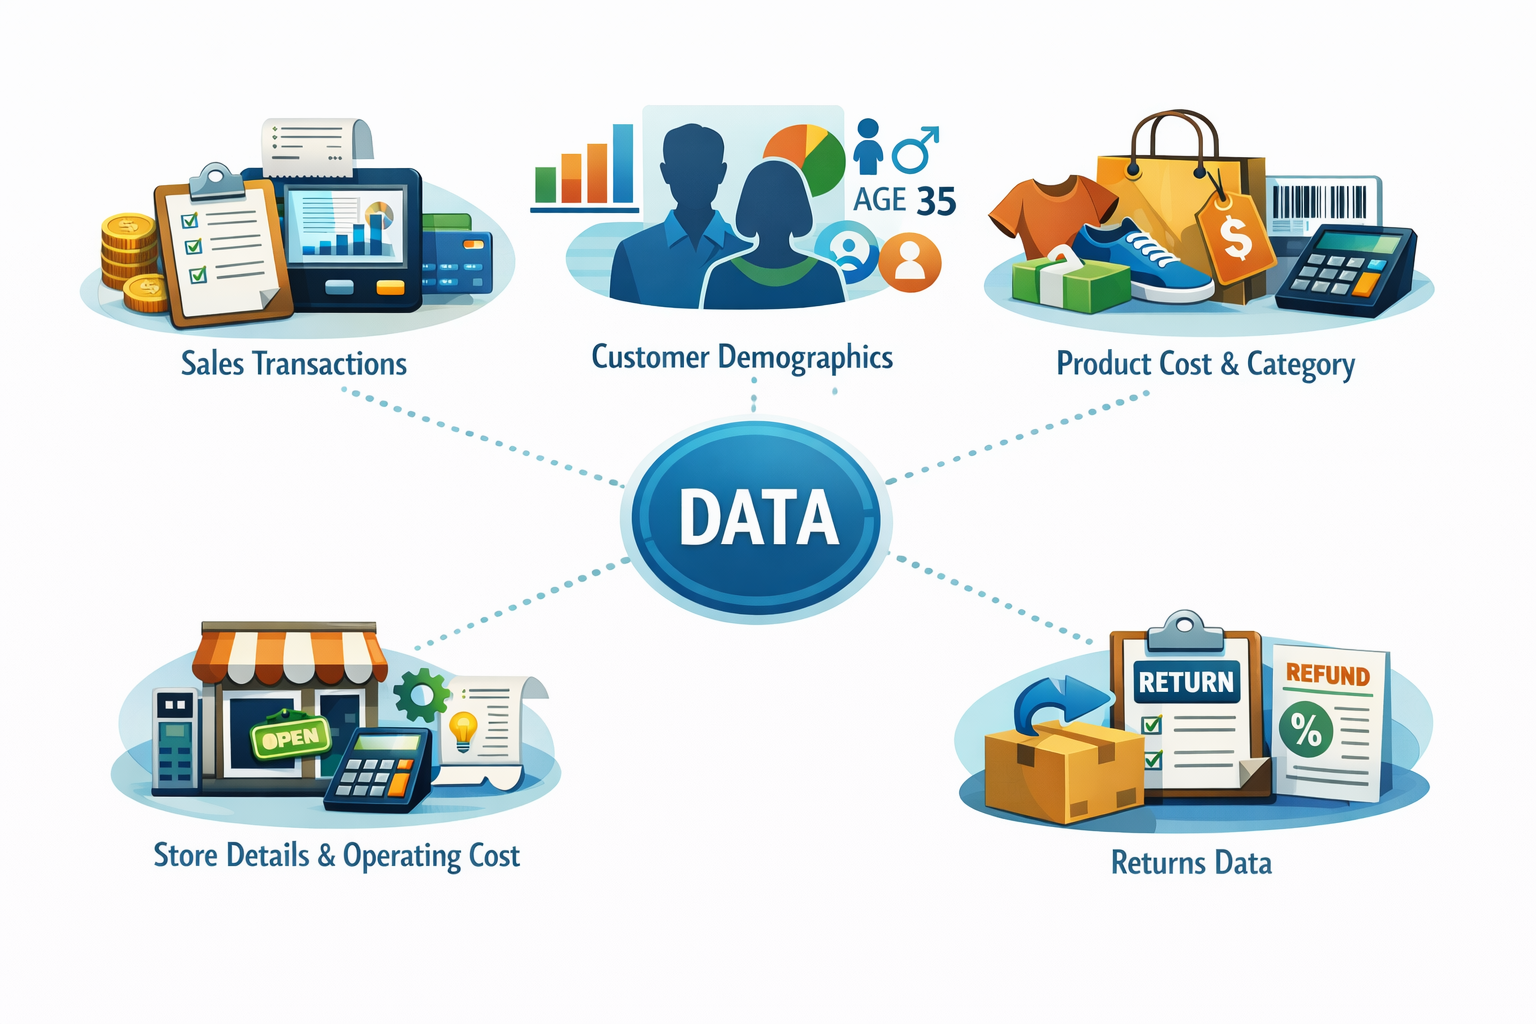 AGE 35
Sales Transactions
Customer Demographics
Product Cost & Category
$
DATA
OPEN
RETURN
REFUND
%
Store Details & Operating Cost
Returns Data